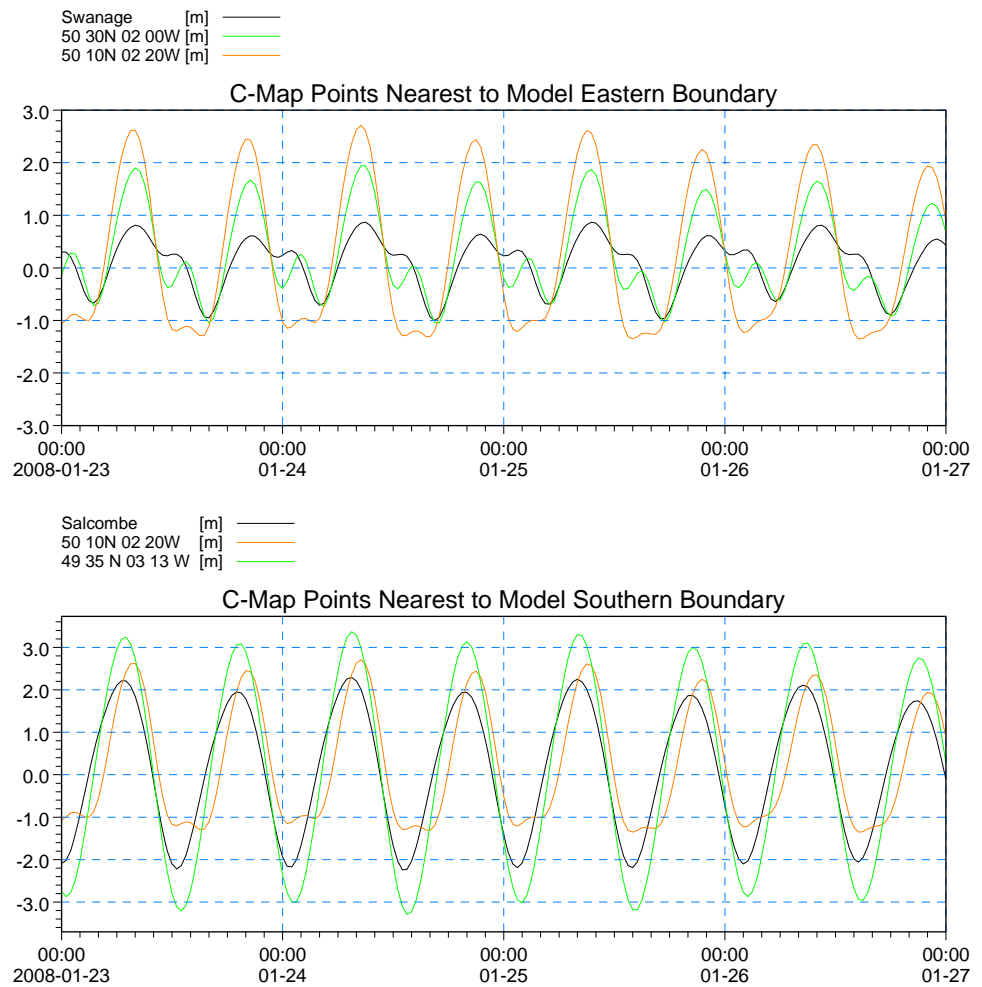 Swanage [m]
50 30N 02 00W [m]
50 10N 02 20W [m]
C-Map Points Nearest to Model Eastern Boundary
3.0
2.0
1.0
0.0
-1.0
-2.0
-3.0
00:00 00:00 00:00 00:00 00:00
2008-01-23 01-24 01-25 01-26 01-27
Salcombe [m]
50 10N 02 20W [m]
49 35 N 03 13 W [m]
C-Map Points Nearest to Model Southern Boundary
3.0
2.0
1.0
0.0
-1.0
-2.0
-3.0
00:00 00:00 00:00 00:00 00:00
2008-01-23 01-24 01-25 01-26 01-27